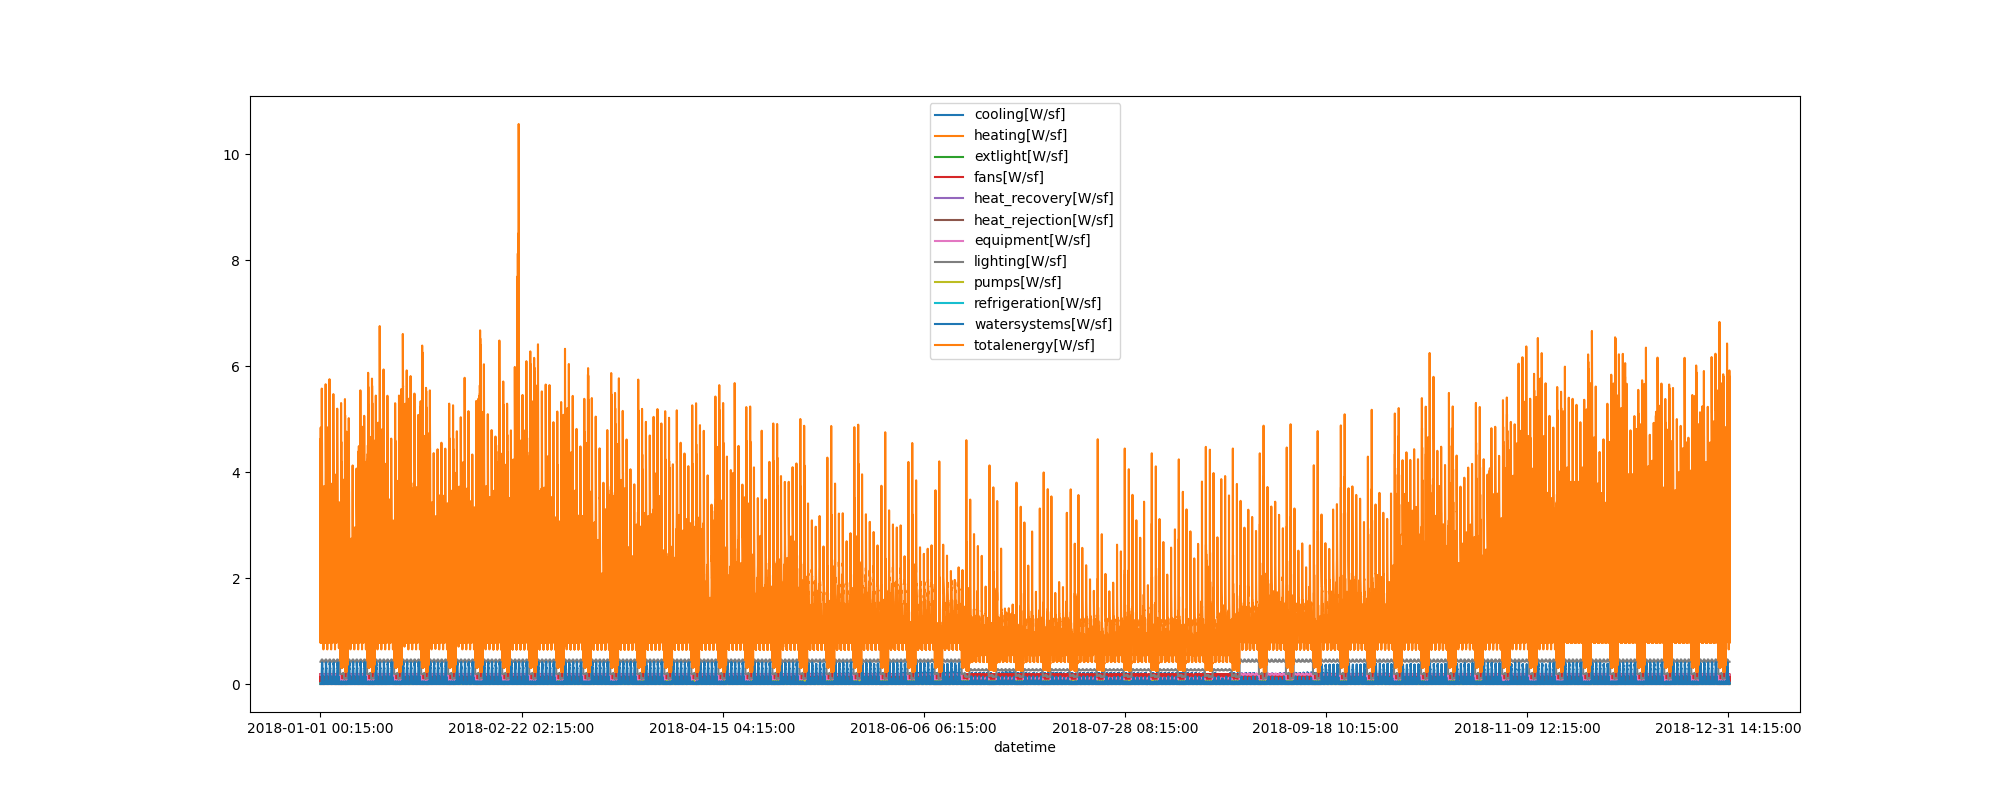 cooling[W/sf]
heating[W/sf]
extlight[W/sf]
fans[W/sf]
heat_recovery[W/sf]
heat_rejection[W/sf]
equipment[W/sf]
lighting[W/sf]
pumps[W/sf]
refrigeration[W/sf]
watersystems[W/sf]
totalenergy[W/sf]
10
8
6
4
2
0
2018-01-01 00:15:00 2018-02-22 02:15:00 2018-04-15 04:15:00 2018-06-06 06:15:00 2018-07-28 08:15:00 2018-09-18 10:15:00 2018-11-09 12:15:00 2018-12-31 14:15:00
datetime